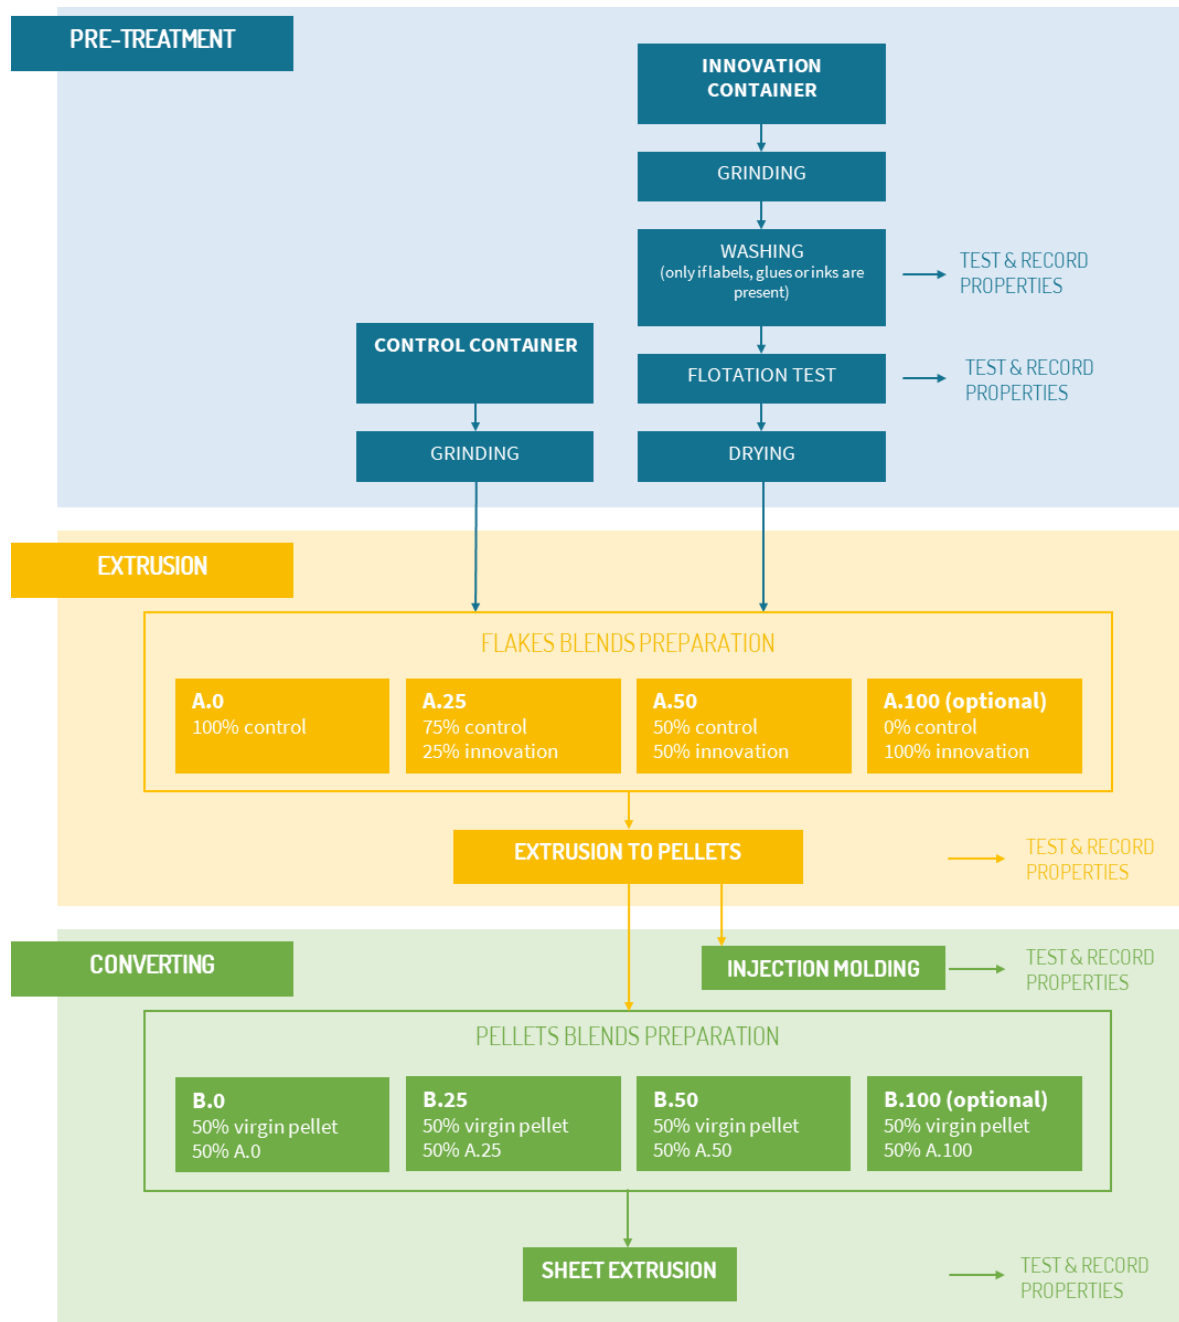 PRE-TREATMENT
INNOVATION
CONTAINER
GRINDING
WASHING
(only if labels, glues or inks are
present)
TEST & RECORD
PROPERTIES
CONTROL CONTAINER
FLOTATION TEST
TEST & RECORD
PROPERTIES
GRINDING
DRYING
EXTRUSION
FLAKES BLENDS PREPARATION
A.0
100% control
A.25
75% control
25% innovation
A.50
50% control
50% innovation
A.100 (optional)
0% control
100% innovation
EXTRUSION TO PELLETS
TEST & RECORD
PROPERTIES
CONVERTING
INJECTION MOLDING
TEST & RECORD
PROPERTIES
PELLETS BLENDS PREPARATION
B.0
50% virgin pellet
50% A.0
B.25
50% virgin pellet
50% A.25
B.50
50% virgin pellet
50% A.50
B.100 (optional)
50% virgin pellet
50% A.100
SHEET EXTRUSION
TEST & RECORD
PROPERTIES